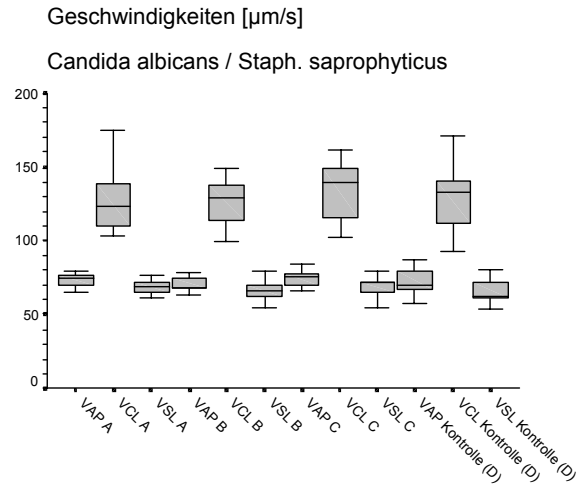 Geschwindigkeiten [µm/s]
Candida albicans / Staph. saprophyticus
200
150
100
50
0
VAP A
VCL A
VSL A
VAP B
VCL B
VSL B
VAP C
VCL C
VSL C
VAP Kontrolle (D)
VCL Kontrolle (D)
VSL Kontrolle (D)